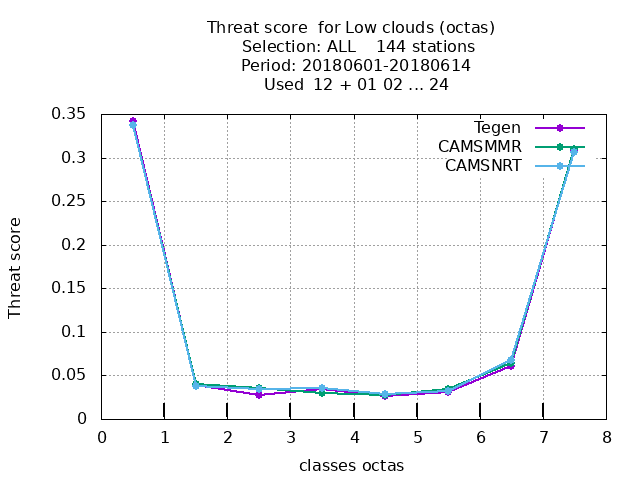 Threat score  for Low clouds (octas)
Selection: ALL    144 stations
Period: 20180601-20180614
Used  12 + 01 02 ... 24
Tegen
CAMSMMR
CAMSNRT
0.35
0.3
0.25
0.2
0.15
0.1
0.05
0
Threat score
0 1 2 3 4 5 6 7 8
classes octas